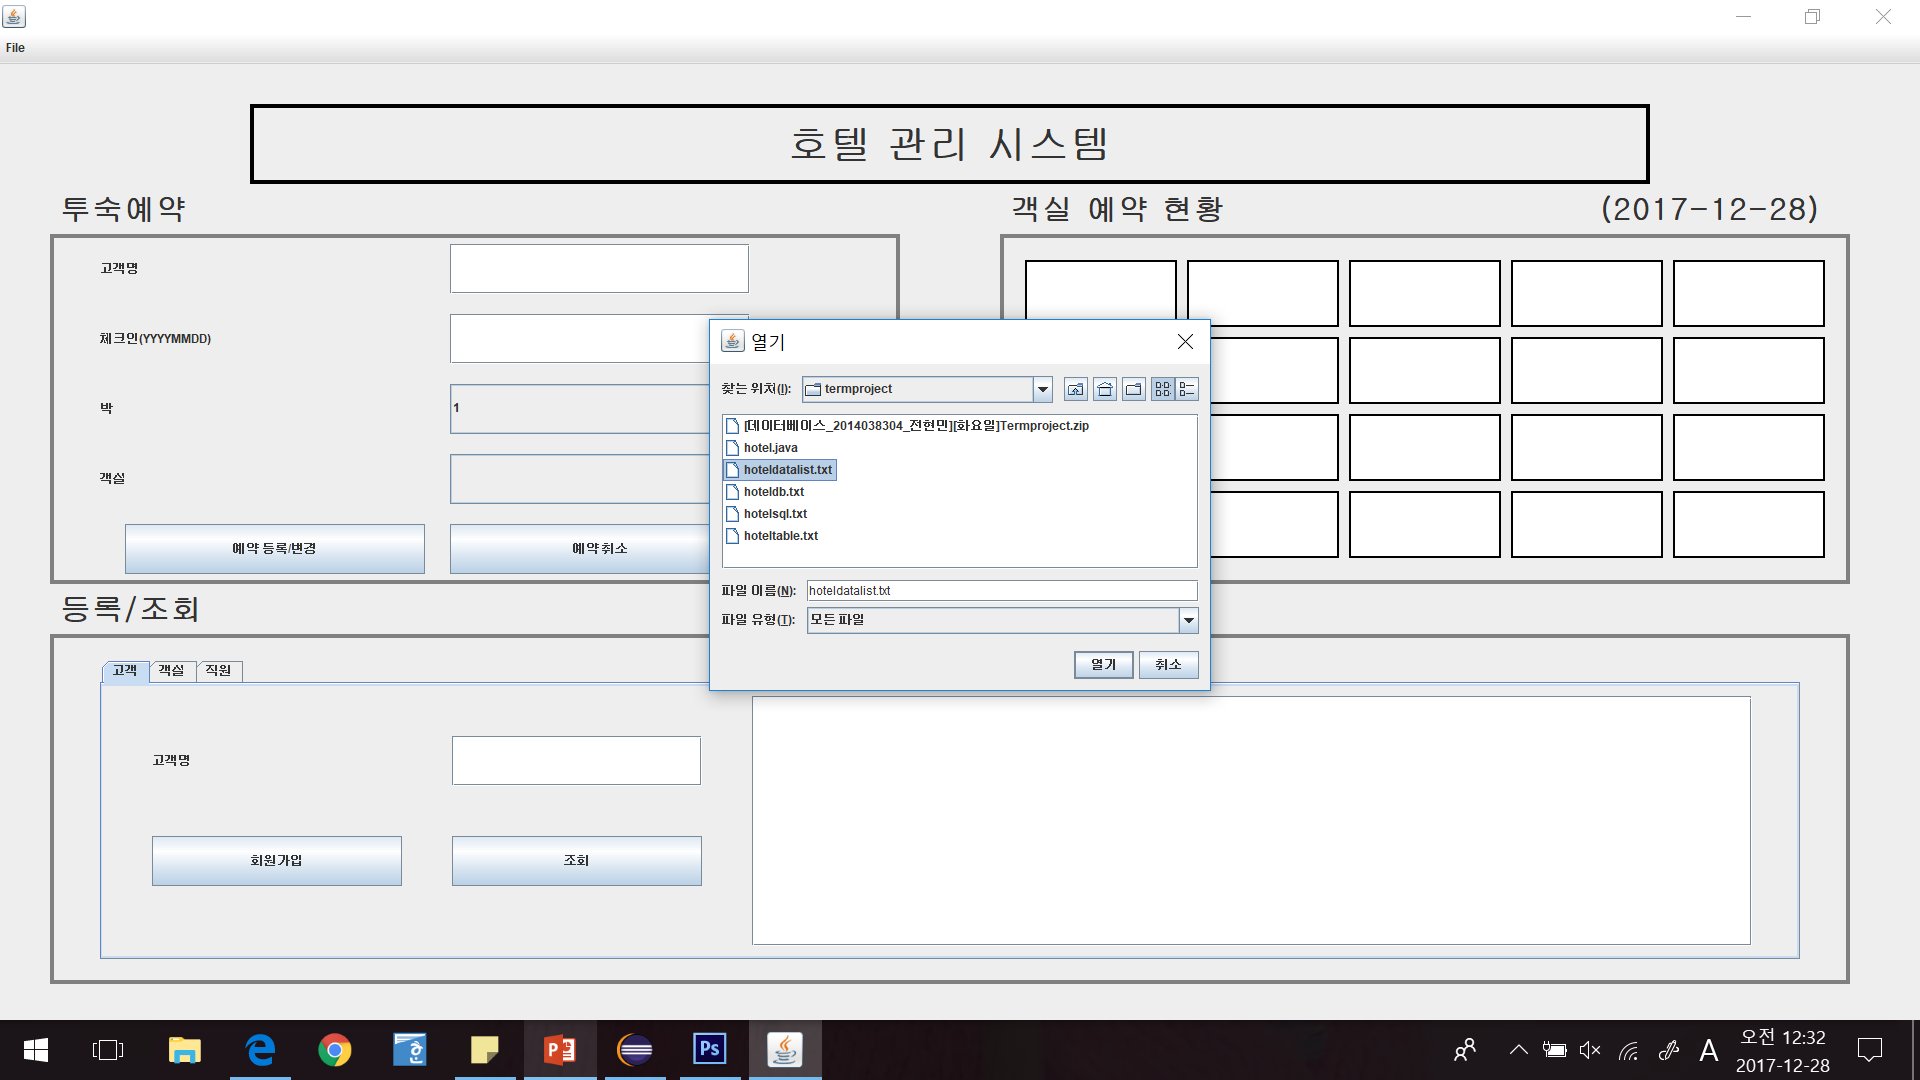 File
호텔 관리 시스템
투숙예약
객실 예약 현황
(2017-12-28)
고객명
체크인(YYYYMMDD)
박
1
객실
예약 등록/변경
예약 취소
열기
찾는 위치(I):
termproject
[데이터베이스_2014038304_전현민][화요일]Termproject.zip
hotel.java
hoteldatalist.txt
hoteldb.txt
hotelsql.txt
hoteltable.txt
파일 이름(N):
hoteldatalist.txt
파일 유형(T):
모든 파일
열기
취소
등록/조회
고객
객실
직원
고객명
회원가입
조회
Ps
A
오전 12:32
2017-12-28